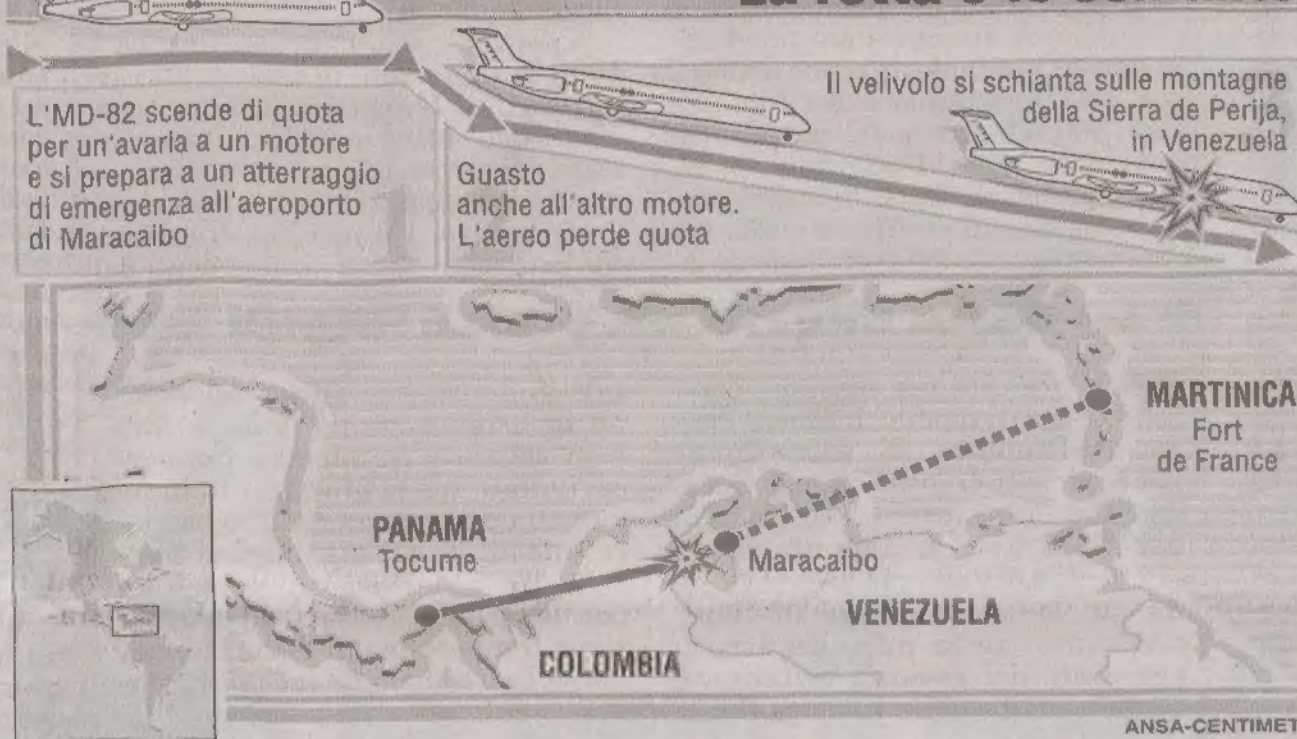 L'MD-82 scende di quota
per un'avaria a un motore
e si prepara a un atterraggio
di emergenza all'aeroporto
di Maracaibo
Guasto
anche all'altro motore.
L'aereo perde quota
Il velivolo si schianta sulle montagne
della Sierra de Perija,
in Venezuela
MARTINICA
Fort
de France
PANAMA
Tocume
Maracaibo
VENEZUELA
COLOMBIA
ANSA-CENTIMET